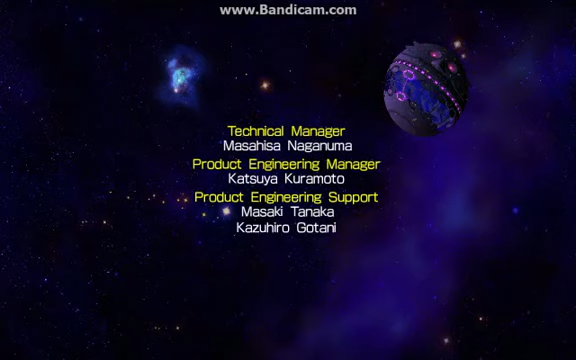 www.Bandicam.com
Technical Manager
Masahisa Naganuma
Product Engineering Manager
Katsuya Kuramoto
Product Engineering Support
Masaki Tanaka
Kazuhiro Gotani